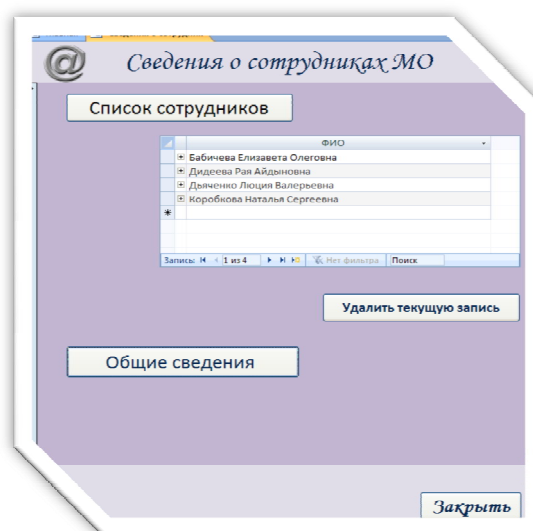 @ Сведения о сотрудниках МО
Список сотрудников
ФИО
Бабичева Елизавета Олеговна
Дидеева Рая Айдыновна
Дьяченко Люция Валерьевна
Коробкова Наталья Сергеевна
Запись: 1 из 4 Нет фильтра Поиск
Удалить текущую запись
Общие сведения
Закрыть